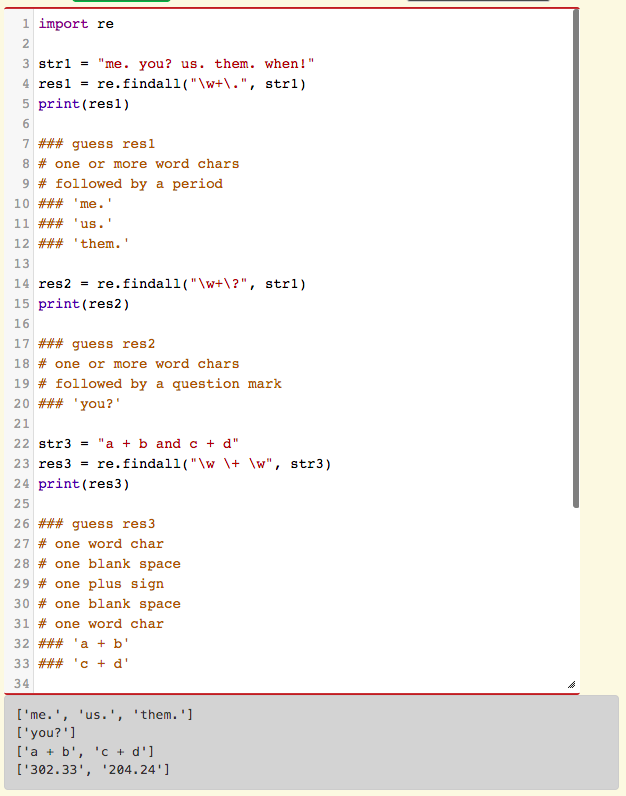 1 import re
2
3 str1 = "me. you? us. them. when!"
4 res1 = re.findall("\w+\.", str1)
5 print(res1)
6
7 ### guess res1
8 # one or more word chars
9 # followed by a period
10 ### 'me.'
11 ### 'us.'
12 ### 'them.'
13
14 res2 = re.findall("\w+\?", str1)
15 print(res2)
16
17 ### guess res2
18 # one or more word chars
19 # followed by a question mark
20 ### 'you?'
21
22 str3 = "a + b and c + d"
23 res3 = re.findall("\w \+ \w", str3)
24 print(res3)
25
26 ### guess res3
27 # one word char
28 # one blank space
29 # one plus sign
30 # one blank space
31 # one word char
32 ### 'a + b'
33 ### 'c + d'
34
['me.', 'us.', 'them.']
['you?']
['a + b', 'c + d']
['302.33', '204.24']